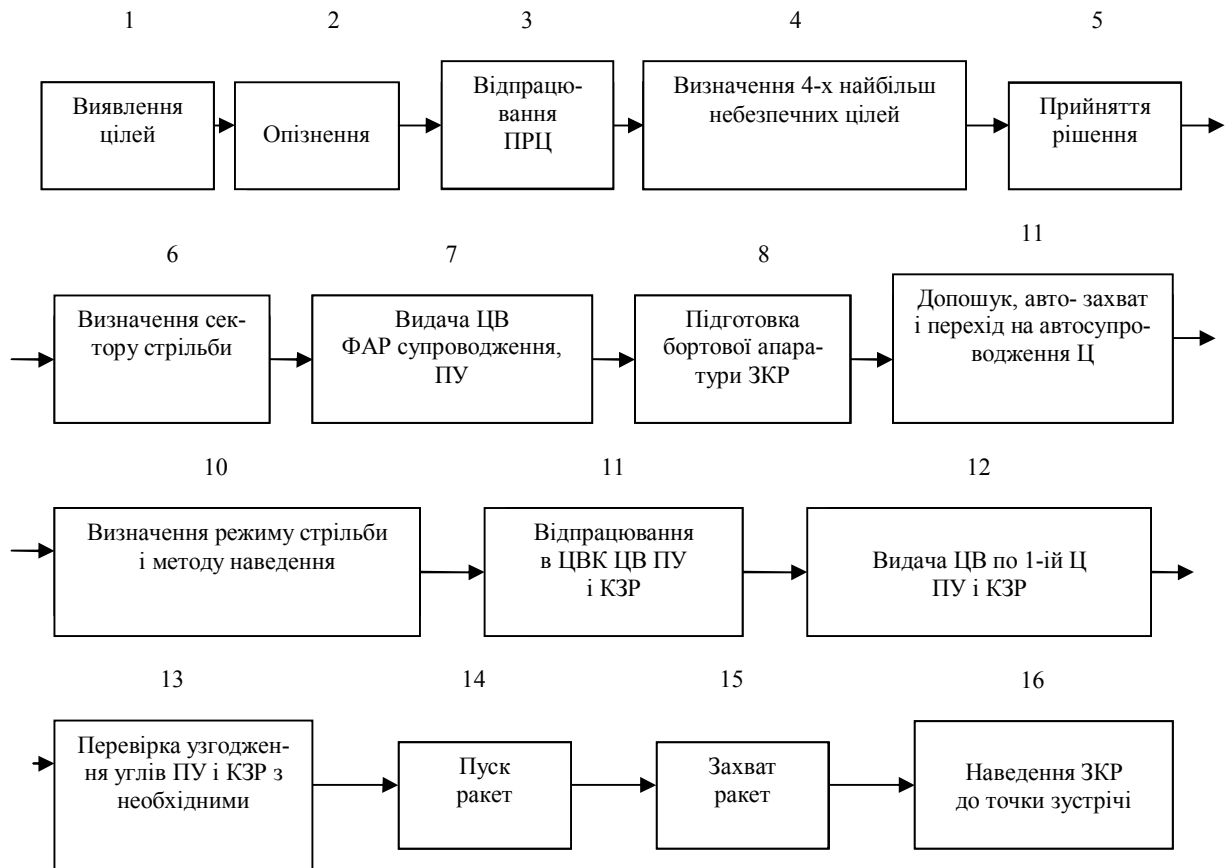 1 2 3 4 5
Виявлення
цілей
Опізнення
Відпрацю-
вання
ПРЦ
Визначення 4-х найбільш
небезпечних цілей
Прийняття
рішення
6 7 8 11
Визначення сек-
тору стрільби
Видача ЦВ
ФАР супроводження,
ПУ
Підготовка
бортової апара-
тури ЗКР
Допошук, авто- захват
і перехід на автосупро-
водження Ц
10 11 12
Визначення режиму стрільби
і методу наведення
Відпрацювання
в ЦВК ЦВ ПУ
і КЗР
Видача ЦВ по 1-ій Ц
ПУ і КЗР
13 14 15 16
Перевірка узгоджен-
ня углів ПУ і КЗР з
необхідними
Пуск
ракет
Захват
ракет
Наведення ЗКР
до точки зустрічі